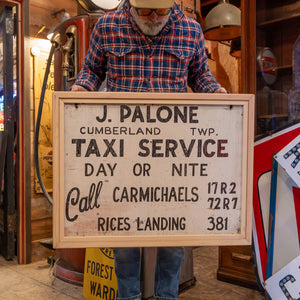 J. PALONE
CUMBERLAND TWP.
TAXI SERVICE
DAY OR NITE
Call CARMICHAELS 17R2
72R7
RICES LANDING 381
FOREST
WARD